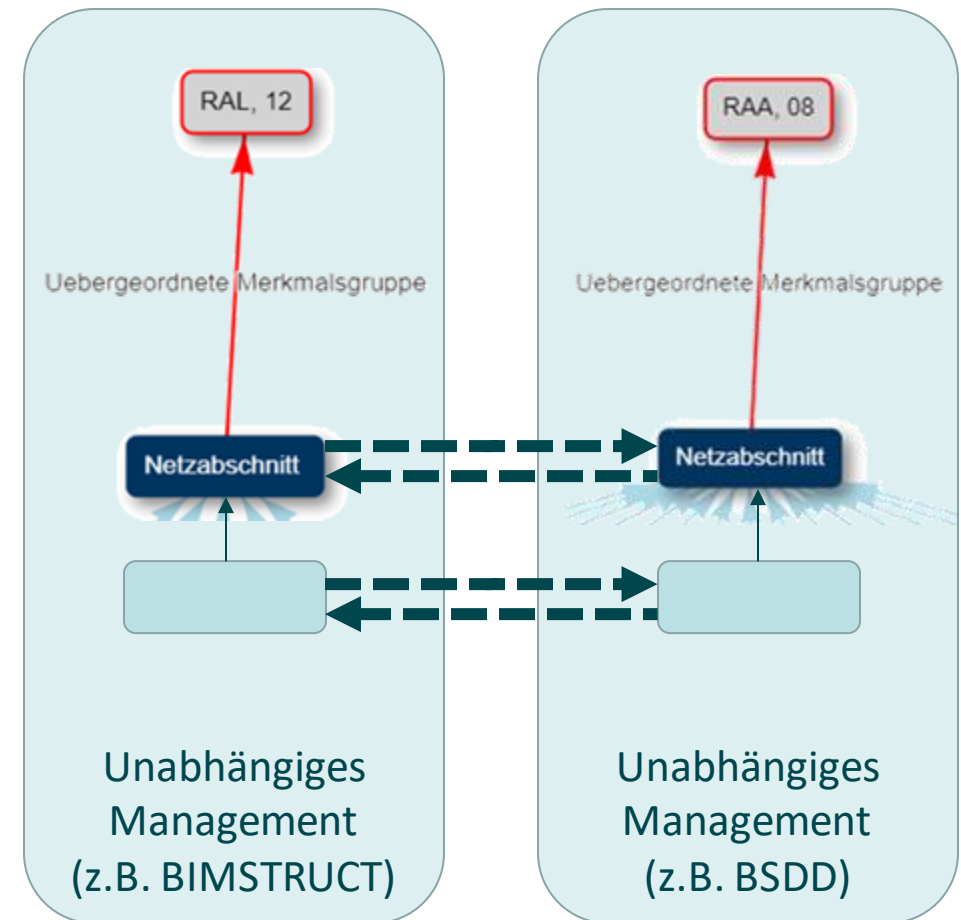 RAL, 12
Uebergeordnete Merkmalsgruppe
Netzabschnitt
Unabhängiges
Management
(z.B. BIMSTRUCT)
RAA, 08
Uebergeordnete Merkmalsgruppe
Netzabschnitt
Unabhängiges
Management
(z.B. BSDD)